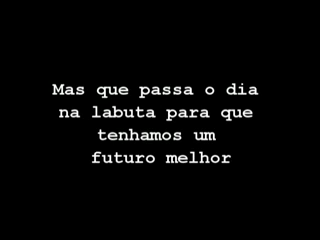 Mas que passa o dia
na labuta para que
tenhamos um
futuro melhor